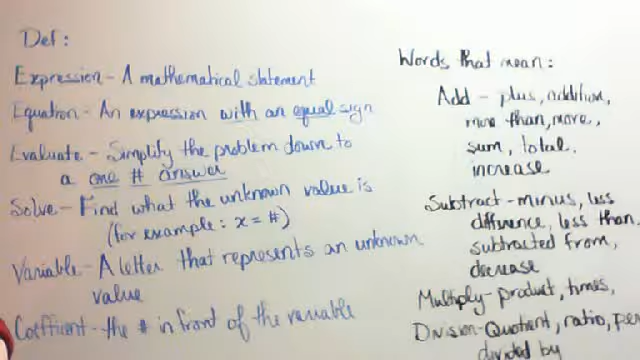 Def:
Expression - A mathematical statement
Equation - An expression with an equal sign
Evaluate - Simplify the problem down to
a one # answer
Solve - Find what the unknown value is
(for example: x = #)
Variable - A letter that represents an unknown
value
Coefficient - the # in front of the variable
Words that mean:
Add - plus, addition,
more than, more,
sum, total,
increase
Subtract - minus, less
difference, less than,
subtracted from,
decrease
Multiply - product, times,
Division - Quotient, ratio, per
divided by